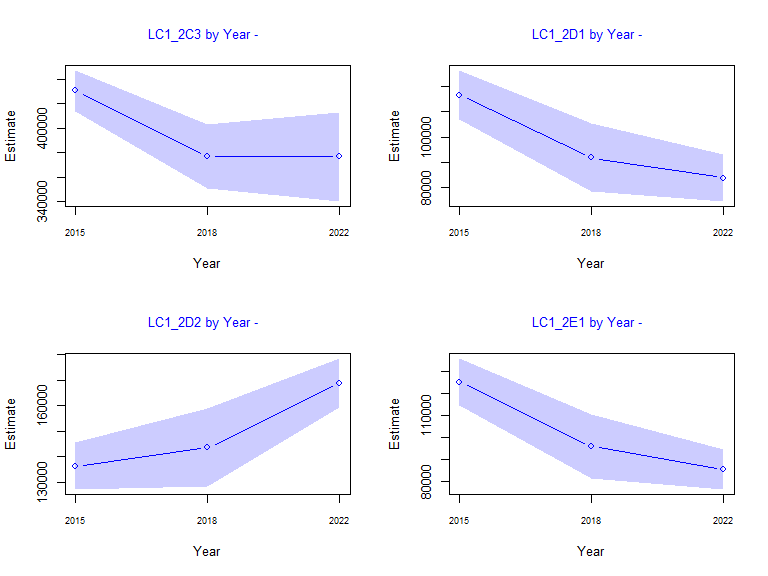 LC1_2C3 by Year -
Estimate
400000
340000
2015
2018
2022
Year
LC1_2D1 by Year -
Estimate
100000
80000
2015
2018
2022
Year
LC1_2D2 by Year -
Estimate
160000
130000
2015
2018
2022
Year
LC1_2E1 by Year -
Estimate
110000
80000
2015
2018
2022
Year